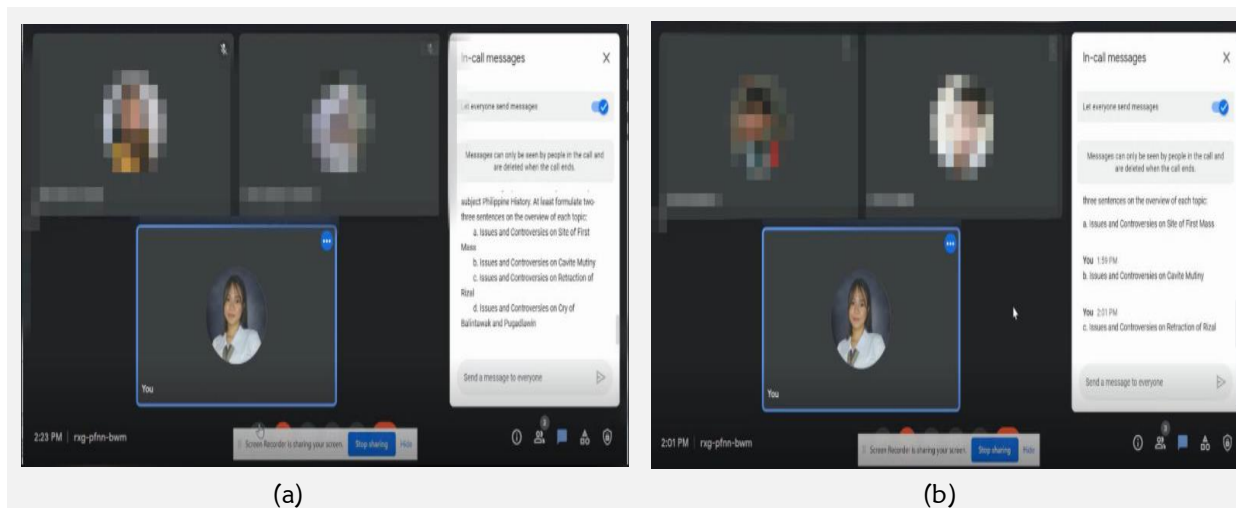 In-call messages
Let everyone send messages
Messages can only be seen by people in the call and
are deleted when the call ends.
subject Philippine History. At least formulate two-
three sentences on the overview of each topic:
a. Issues and Controversies on Site of First
Mass
b. Issues and Controversies on Cavite Mutiny
c. Issues and Controversies on Retraction of
Rizal
d. Issues and Controversies on Cry of
Balintawak and Pugadlawin
Send a message to everyone
You
2:23 PM | rxg-pfnn-bwm
Screen Recorder is sharing your screen. Stop sharing Hide
3
(a)
In-call messages
Let everyone send messages
Messages can only be seen by people in the call and
are deleted when the call ends.
three sentences on the overview of each topic:
a. Issues and Controversies on Site of First Mass
You 1:59 PM
b. Issues and Controversies on Cavite Mutiny
You 2:01 PM
c. Issues and Controversies on Retraction of Rizal
Send a message to everyone
You
2:01 PM | rxg-pfnn-bwm
Screen Recorder is sharing your screen. Stop sharing Hide
3
(b)